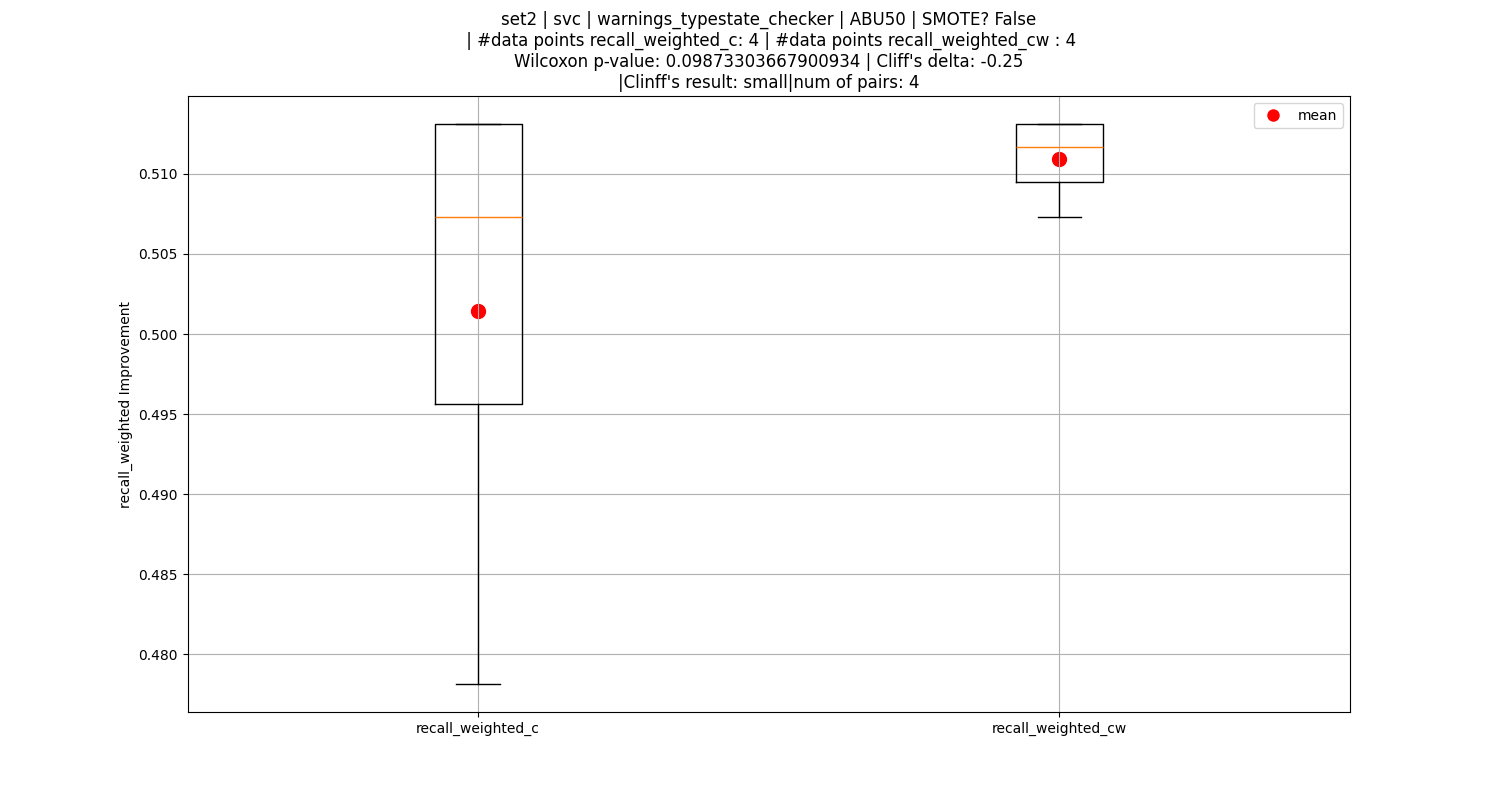 set2 | svc | warnings_typestate_checker | ABU50 | SMOTE? False
| #data points recall_weighted_c: 4 | #data points recall_weighted_cw : 4
Wilcoxon p-value: 0.09873303667900934 | Cliff's delta: -0.25
|Clinff's result: small|num of pairs: 4
mean
0.510
0.505
0.500
0.495
0.490
0.485
0.480
recall_weighted Improvement
recall_weighted_c
recall_weighted_cw